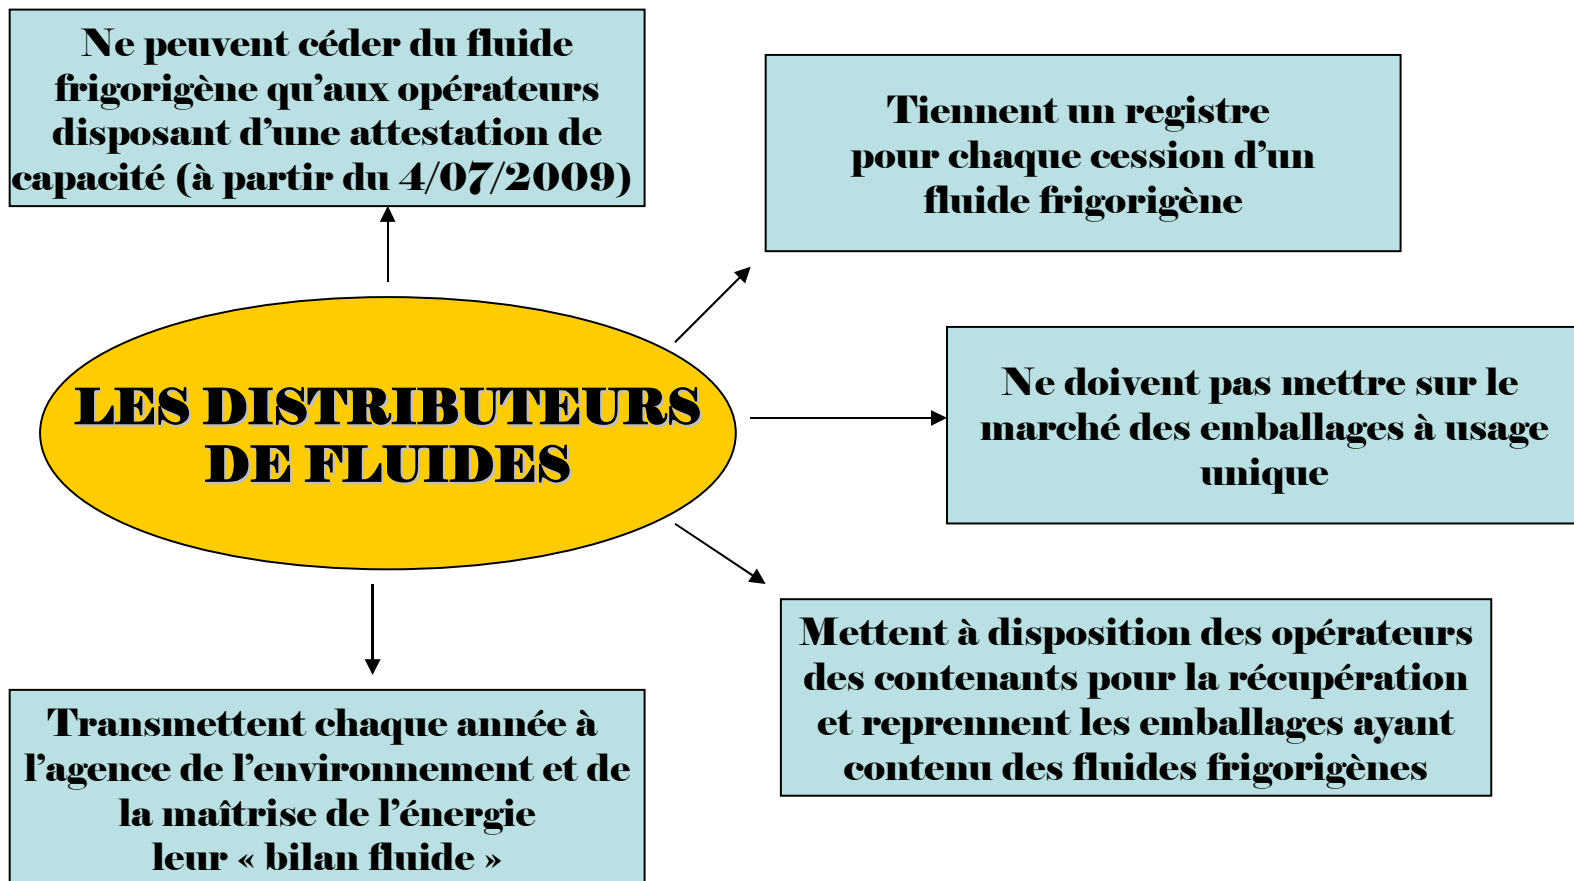 Ne peuvent céder du fluide
frigorigène qu’aux opérateurs
disposant d’une attestation de
capacité (à partir du 4/07/2009)
Tiennent un registre
pour chaque cession d’un
fluide frigorigène
LES DISTRIBUTEURS
DE FLUIDES
Ne doivent pas mettre sur le
marché des emballages à usage
unique
Mettent à disposition des opérateurs
des contenants pour la récupération
et reprennent les emballages ayant
contenu des fluides frigorigènes
Transmettent chaque année à
l’agence de l’environnement et de
la maîtrise de l’énergie
leur « bilan fluide »